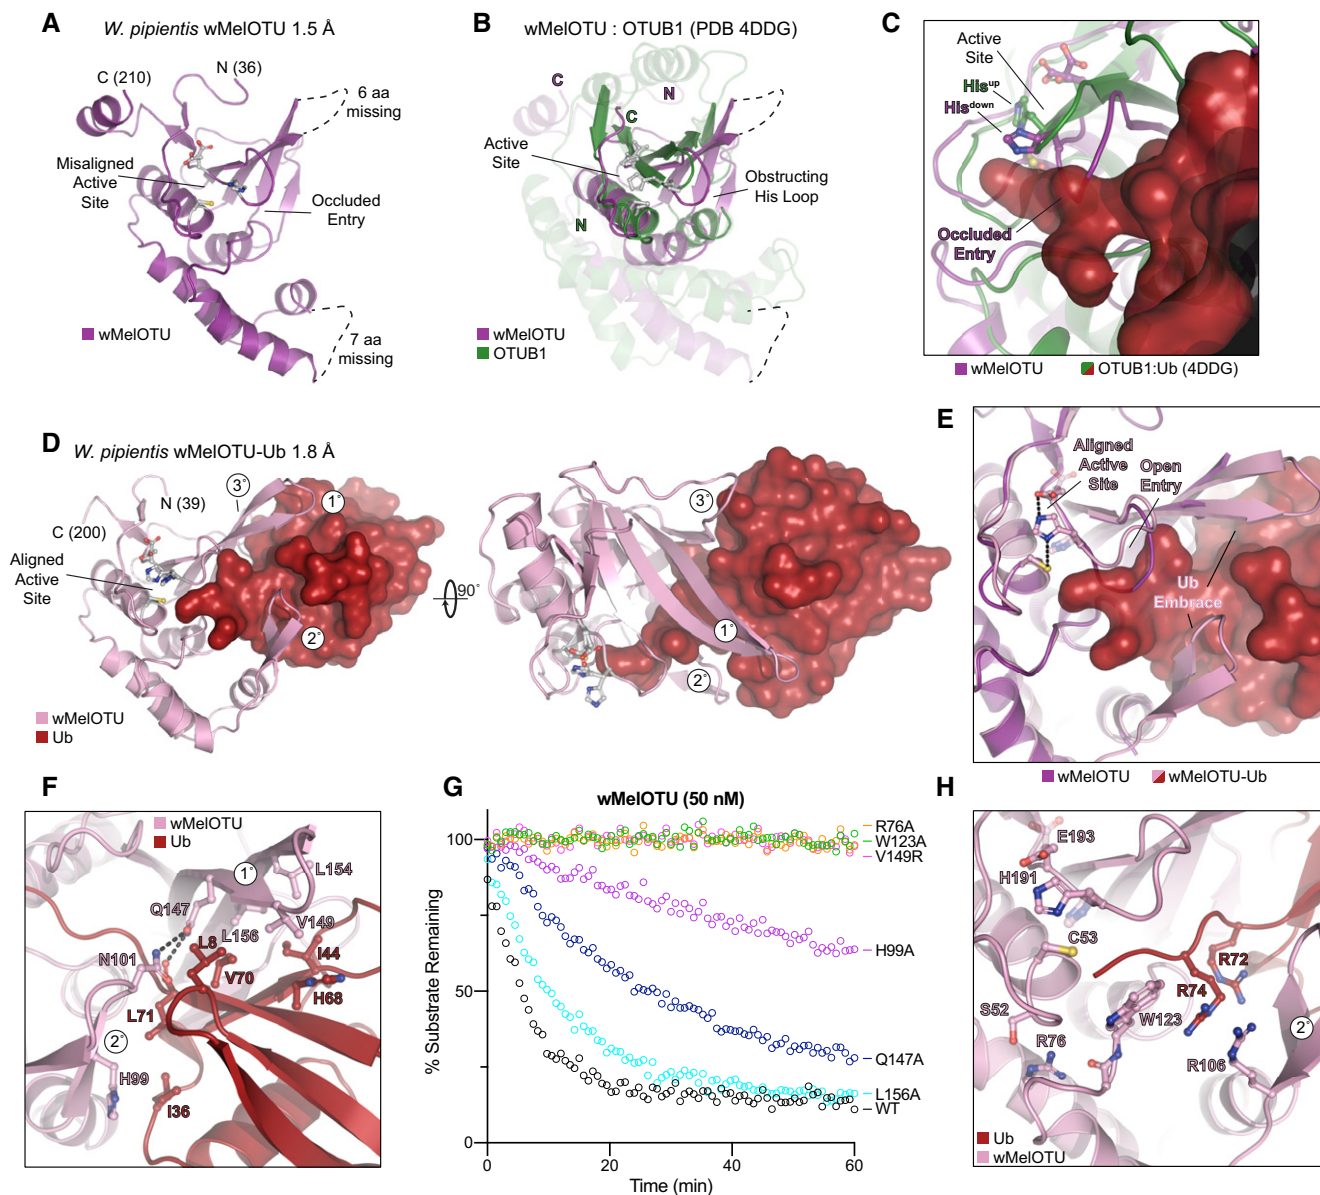 A
W. pipientis wMelOTU 1.5 Å
C (210)
N (36)
6 aa
missing
Misaligned
Active
Site
Occluded
Entry
7 aa
missing
wMelOTU
B
wMelOTU : OTUB1 (PDB 4DDG)
C
N
C
Active
Site
Obstructing
His Loop
N
wMelOTU
OTUB1
C
Active
Site
His^up
His^down
Occluded
Entry
wMelOTU
OTUB1:Ub (4DDG)
D
W. pipientis wMelOTU-Ub 1.8 Å
N (39)
3°
1°
C (200)
Aligned
Active
Site
2°
90°
3°
1°
2°
wMelOTU
Ub
E
Aligned
Active
Site
Open
Entry
Ub
Embrace
wMelOTU
wMelOTU-Ub
F
wMelOTU
Ub
1°
L154
Q147
V149
L156
L8
I44
N101
V70
H68
L71
2°
H99
I36
G
wMelOTU (50 nM)
% Substrate Remaining
100
50
0
0
20
40
60
Time (min)
R76A
W123A
V149R
H99A
Q147A
L156A
WT
H
E193
H191
C53
R72
R74
S52
W123
R76
R106
2°
Ub
wMelOTU